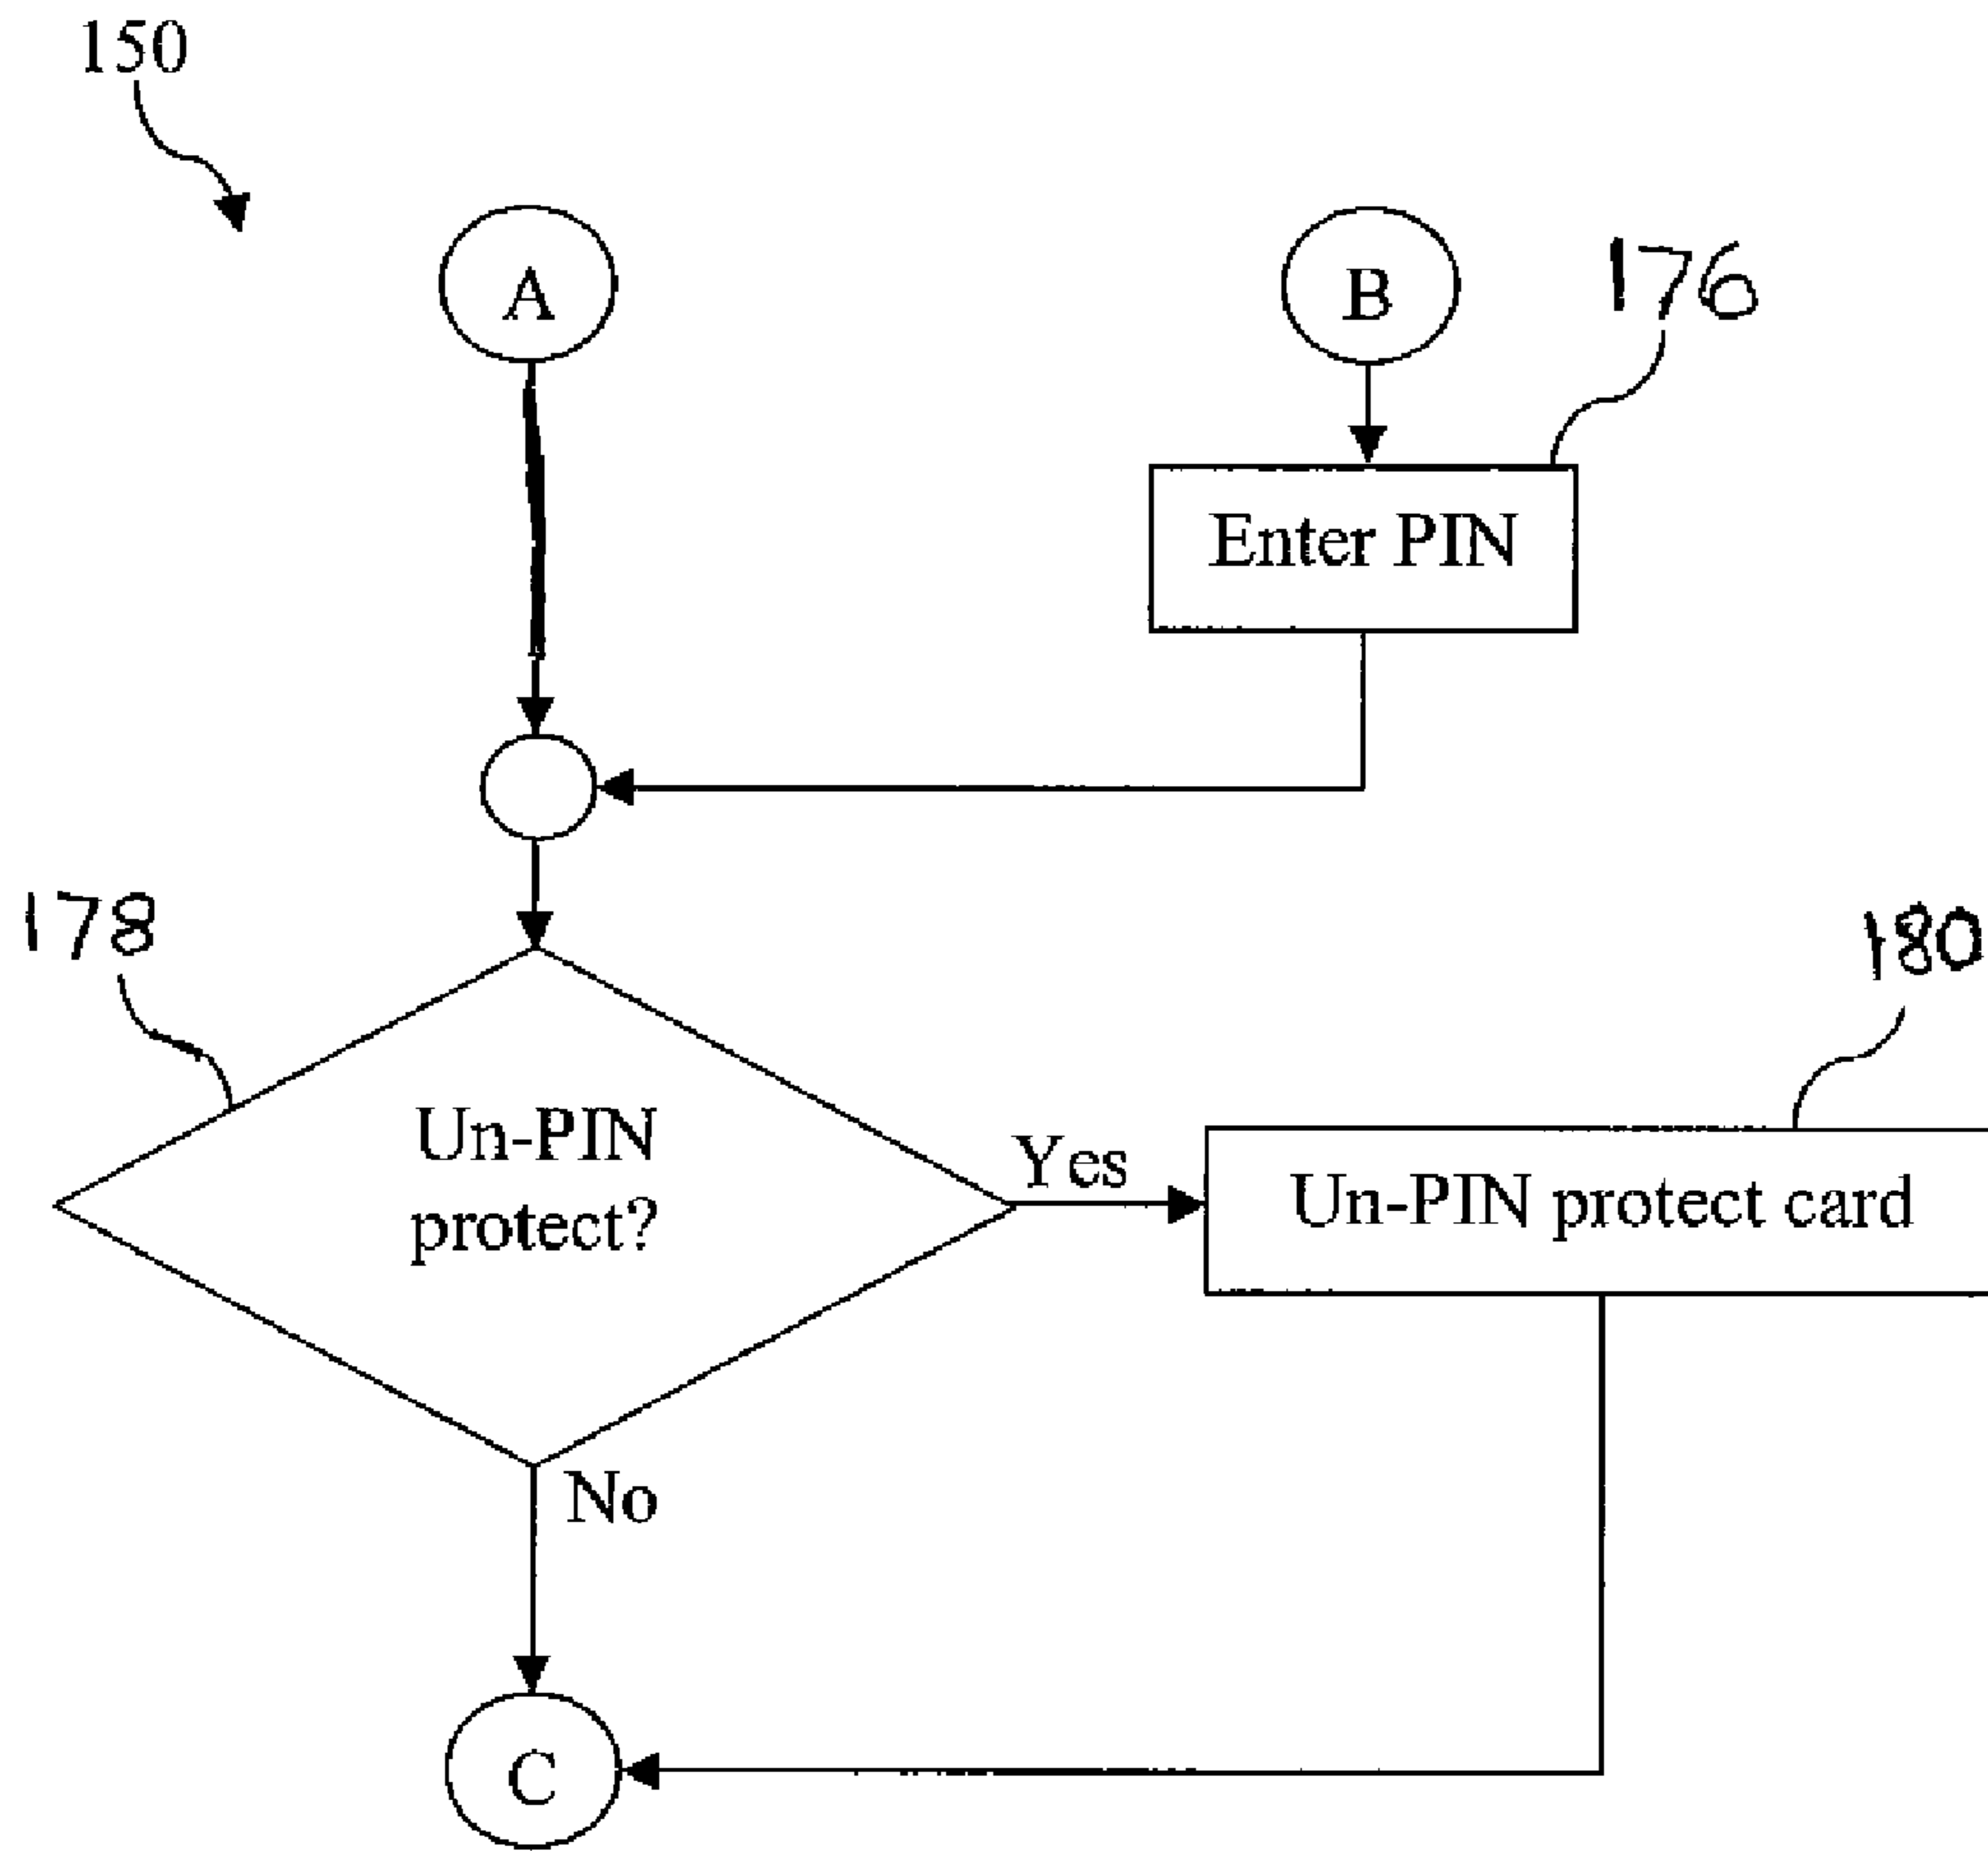 150
A
B
176
Enter PIN
178
180
Un-PIN
protect?
Yes
Un-PIN protect card
No
C